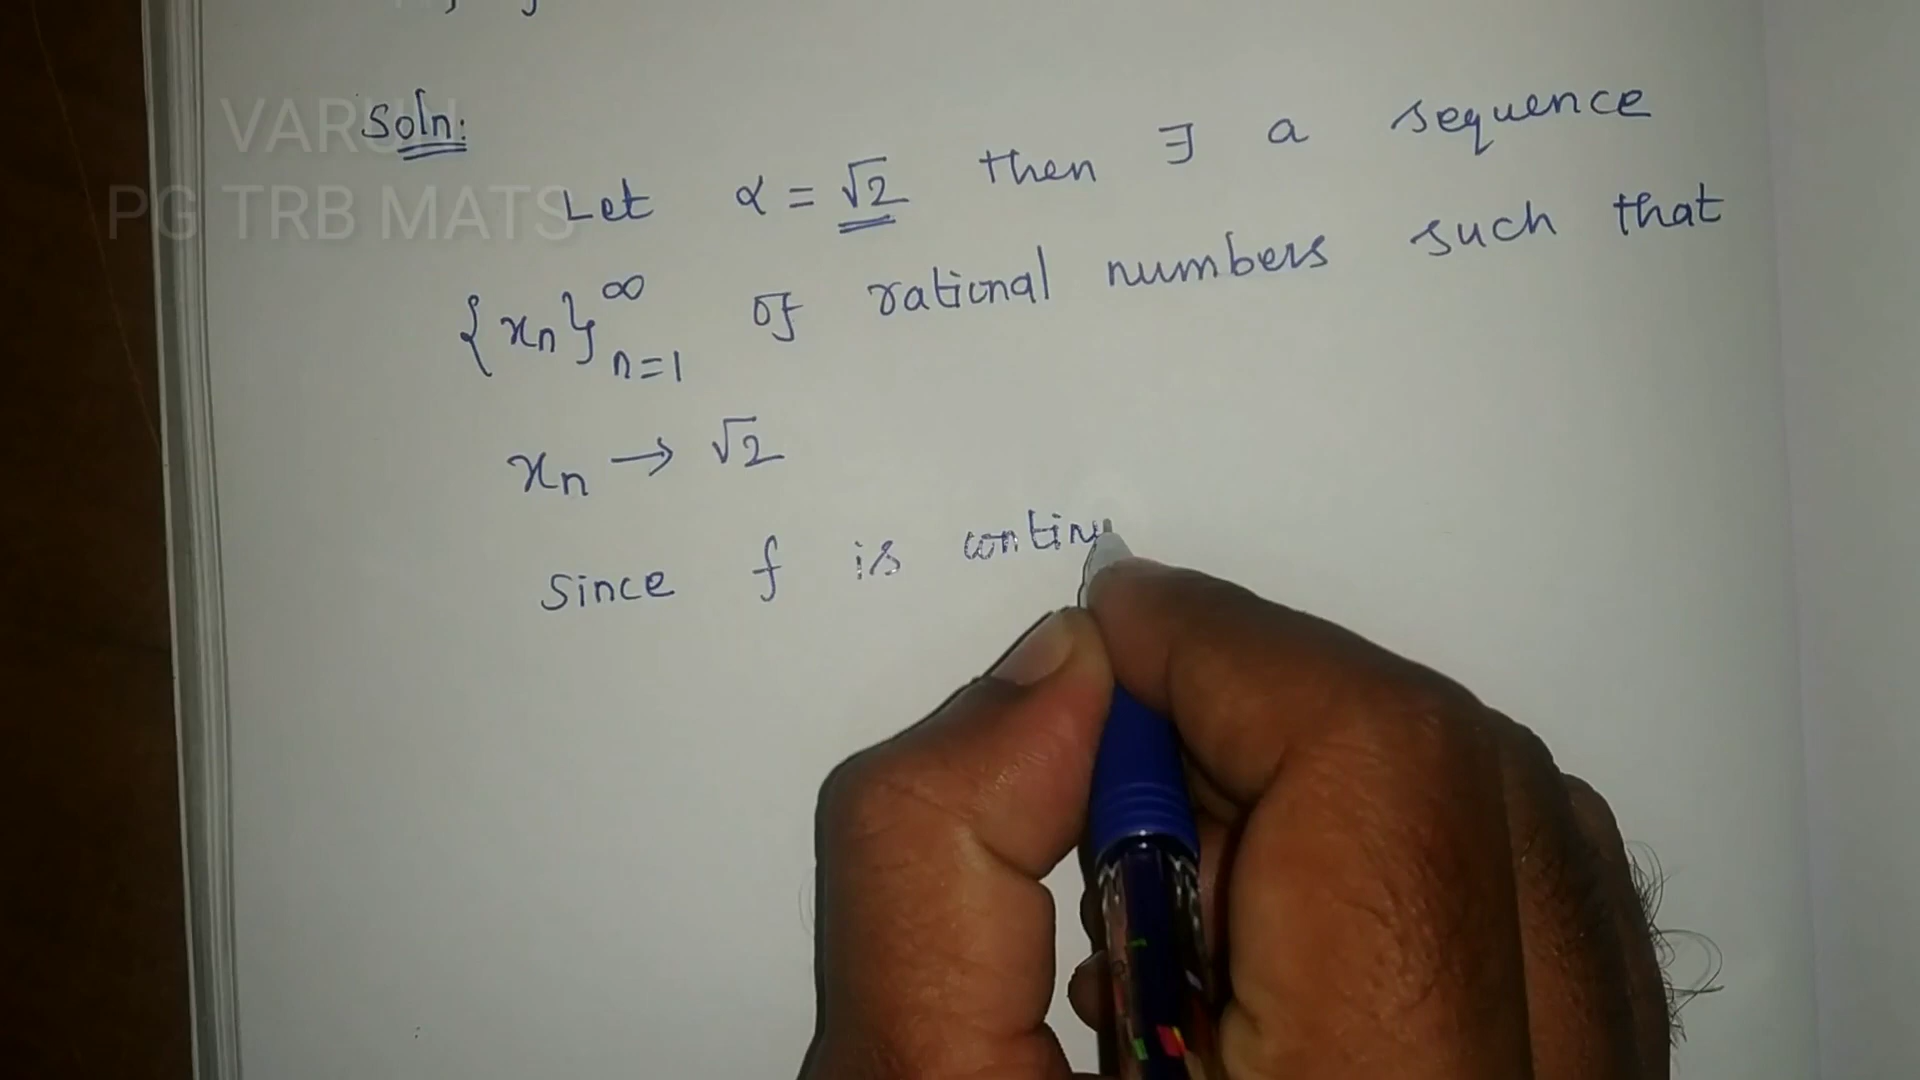 VARUN
PG TRB MATS
Soln:
Let α = √2 then ∃ a sequence
{xn}∞n=1 of rational numbers such that
xn → √2
Since f is continu